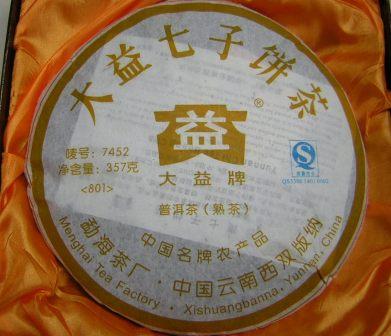 大益七子饼茶
益
®
唛号：7452
净含量：357克
<801>
大益牌
普洱茶（熟茶）
中国名牌农产品
勐海茶厂·中国云南西双版纳
Menghai Tea Factory · Xishuangbanna, Yunnan, China